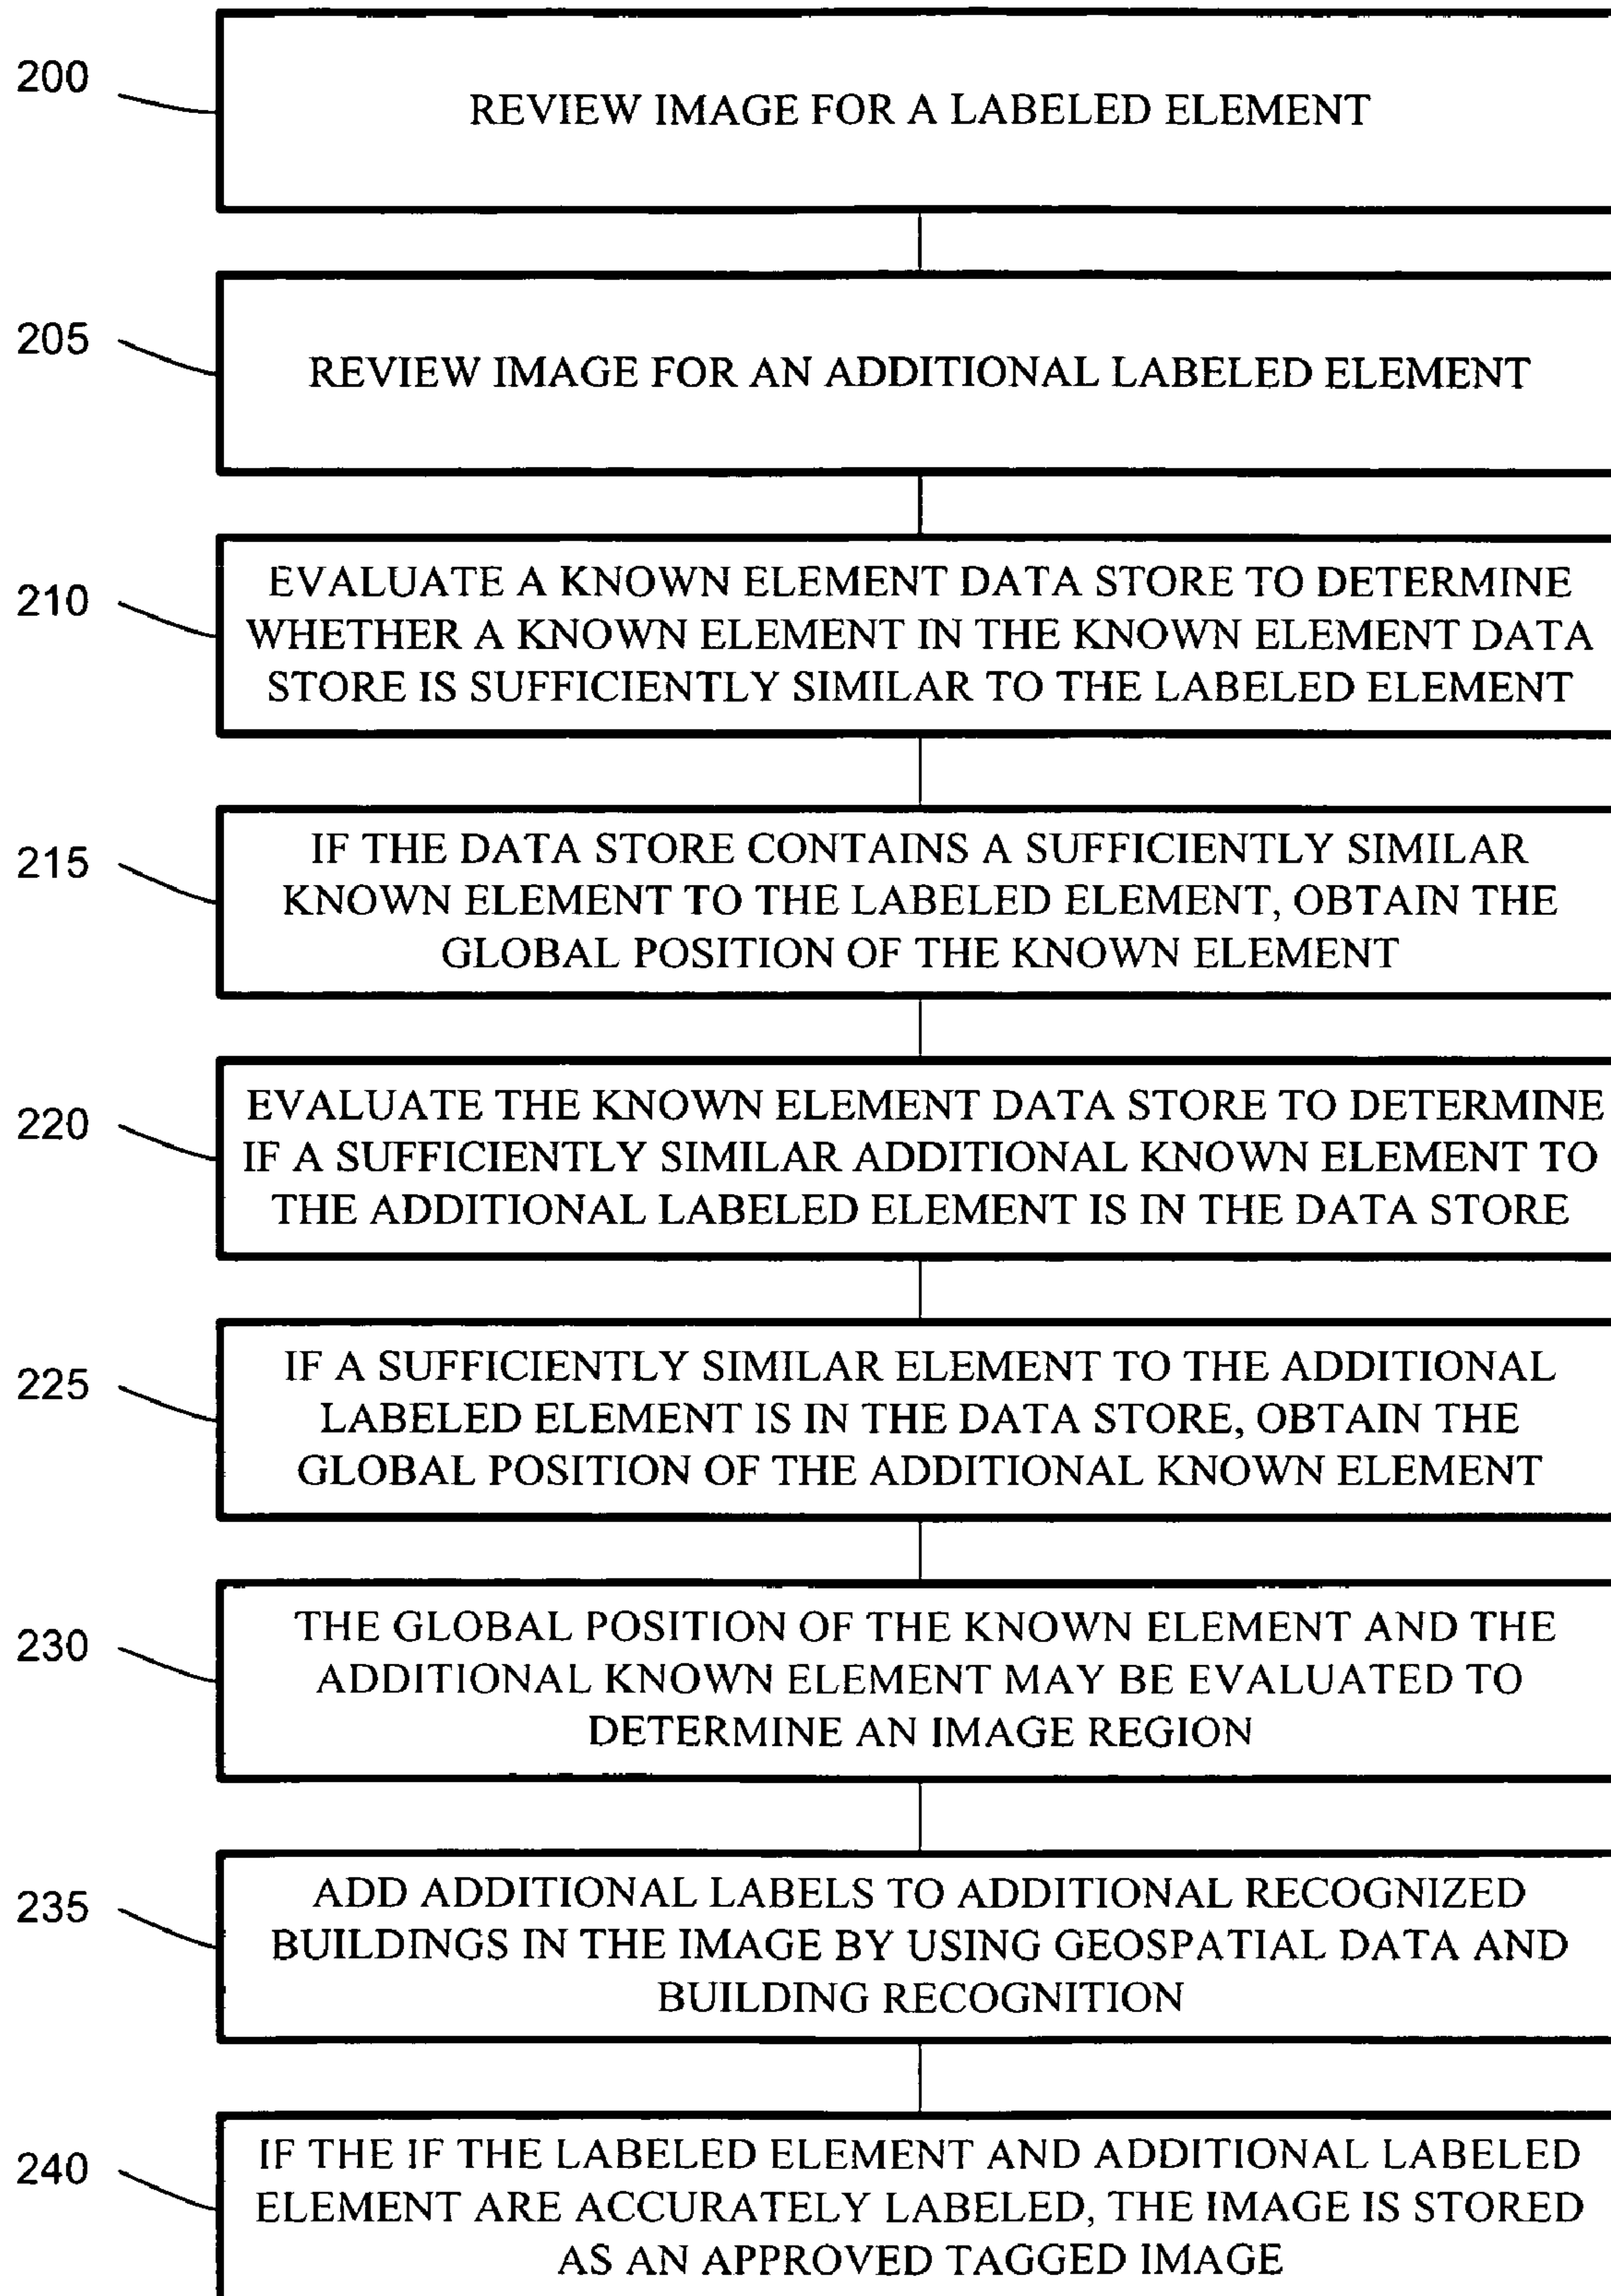 200
REVIEW IMAGE FOR A LABELED ELEMENT
205
REVIEW IMAGE FOR AN ADDITIONAL LABELED ELEMENT
210
EVALUATE A KNOWN ELEMENT DATA STORE TO DETERMINE
WHETHER A KNOWN ELEMENT IN THE KNOWN ELEMENT DATA
STORE IS SUFFICIENTLY SIMILAR TO THE LABELED ELEMENT
215
IF THE DATA STORE CONTAINS A SUFFICIENTLY SIMILAR
KNOWN ELEMENT TO THE LABELED ELEMENT, OBTAIN THE
GLOBAL POSITION OF THE KNOWN ELEMENT
220
EVALUATE THE KNOWN ELEMENT DATA STORE TO DETERMINE
IF A SUFFICIENTLY SIMILAR ADDITIONAL KNOWN ELEMENT TO
THE ADDITIONAL LABELED ELEMENT IS IN THE DATA STORE
225
IF A SUFFICIENTLY SIMILAR ELEMENT TO THE ADDITIONAL
LABELED ELEMENT IS IN THE DATA STORE, OBTAIN THE
GLOBAL POSITION OF THE ADDITIONAL KNOWN ELEMENT
230
THE GLOBAL POSITION OF THE KNOWN ELEMENT AND THE
ADDITIONAL KNOWN ELEMENT MAY BE EVALUATED TO
DETERMINE AN IMAGE REGION
235
ADD ADDITIONAL LABELS TO ADDITIONAL RECOGNIZED
BUILDINGS IN THE IMAGE BY USING GEOSPATIAL DATA AND
BUILDING RECOGNITION
240
IF THE IF THE LABELED ELEMENT AND ADDITIONAL LABELED
ELEMENT ARE ACCURATELY LABELED, THE IMAGE IS STORED
AS AN APPROVED TAGGED IMAGE